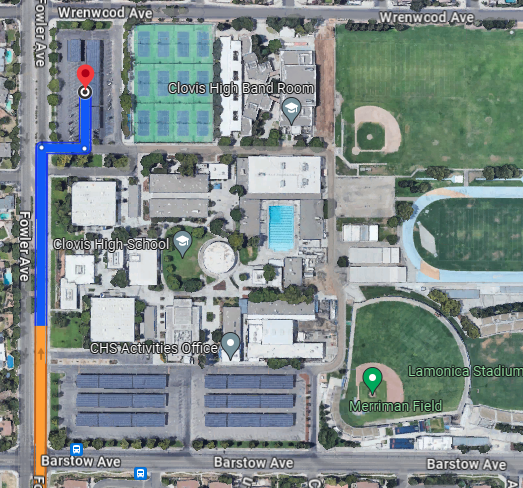 Wrenwood Ave
Wrenwood Ave
Fowler Ave
Clovis High Band Room
Fowler Ave
Clovis High School
CHS Activities Office
Lamonica Stadium
Merriman Field
Barstow Ave
Barstow Ave
Barstow Ave
Fo